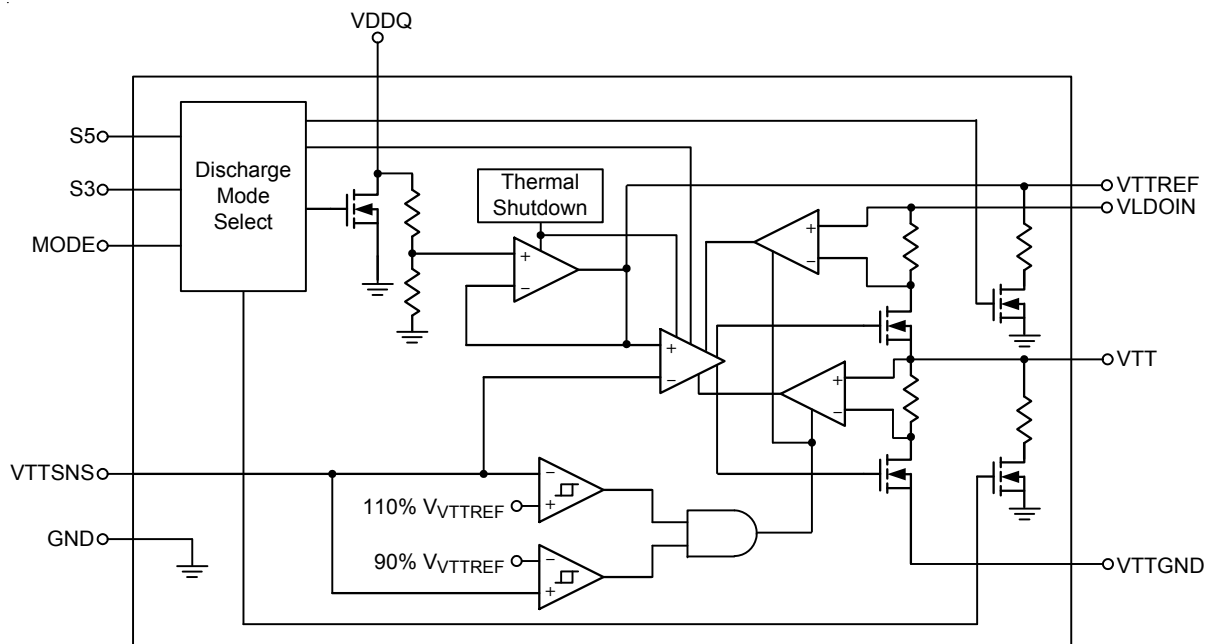 VDDQ
S5
S3
MODE
Discharge
Mode
Select
Thermal
Shutdown
VTTREF
VLDOIN
+
−
+
−
+
−
+
−
VTT
VTTSNS
−
+
110% VVTTREF
GND
90% VVTTREF
−
+
VTTGND